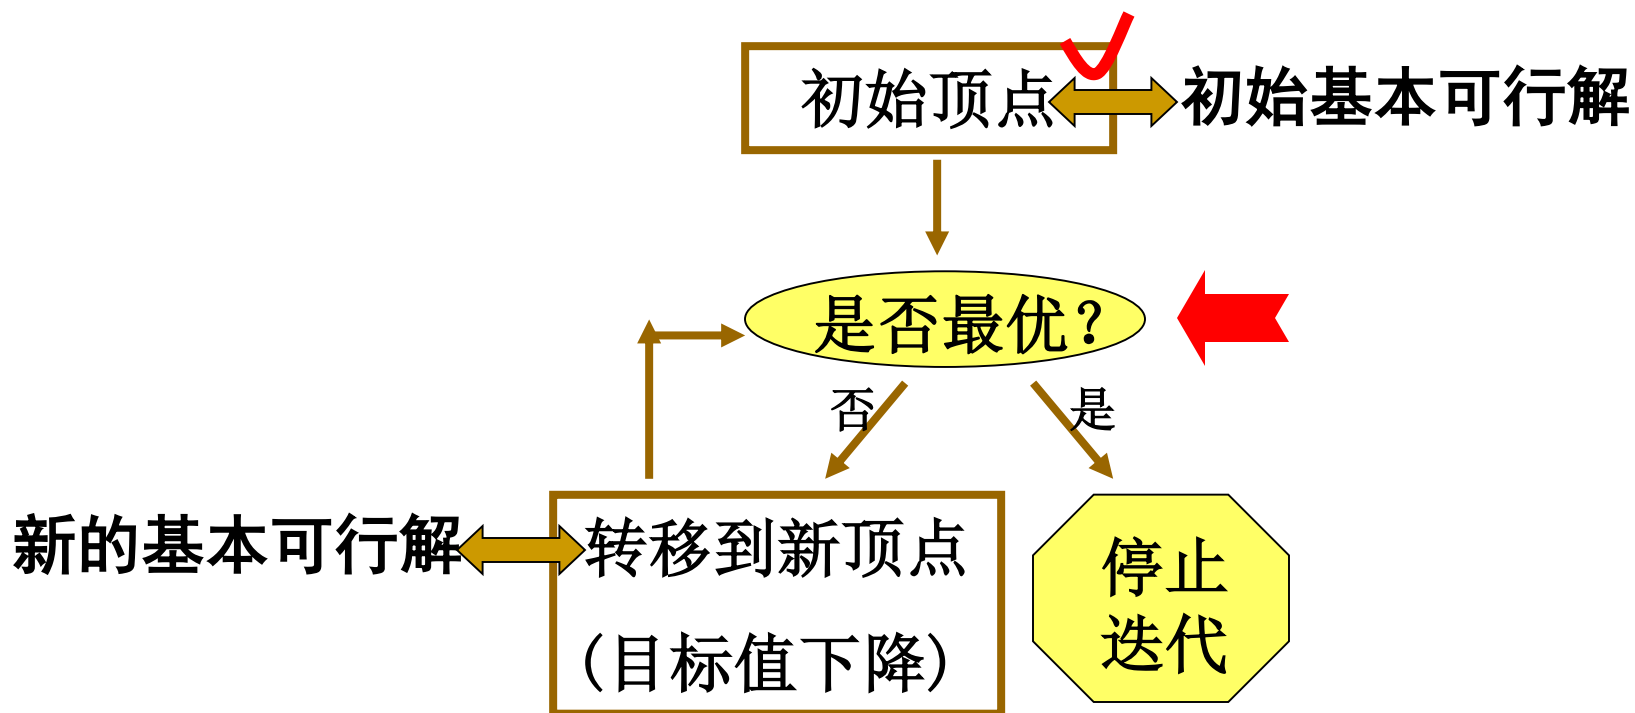 初始顶点
初始基本可行解
是否最优?
否
是
新的基本可行解
转移到新顶点
(目标值下降)
停止
迭代